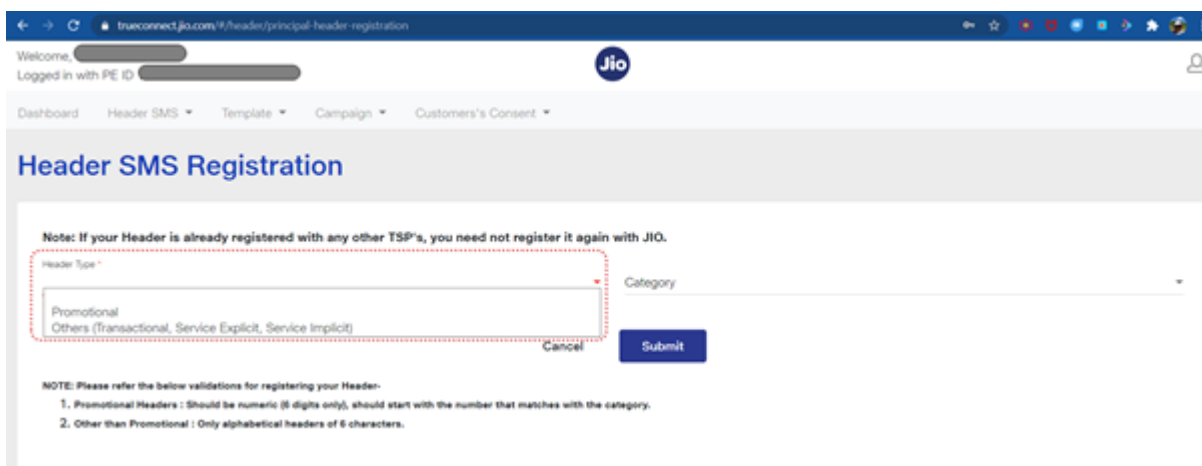 trueconnect.jio.com/#/header/principal-header-registration
Welcome,
Jio
Logged in with PE ID
Dashboard Header SMS Template Campaign Customers's Consent
Header SMS Registration
Note: If your Header is already registered with any other TSP's, you need not register it again with JIO.
Header Type *
Category
Promotional
Others (Transactional, Service Explicit, Service Implicit)
Cancel Submit
NOTE: Please refer the below validations for registering your Header-
1. Promotional Headers : Should be numeric (6 digits only), should start with the number that matches with the category.
2. Other than Promotional : Only alphabetical headers of 6 characters.